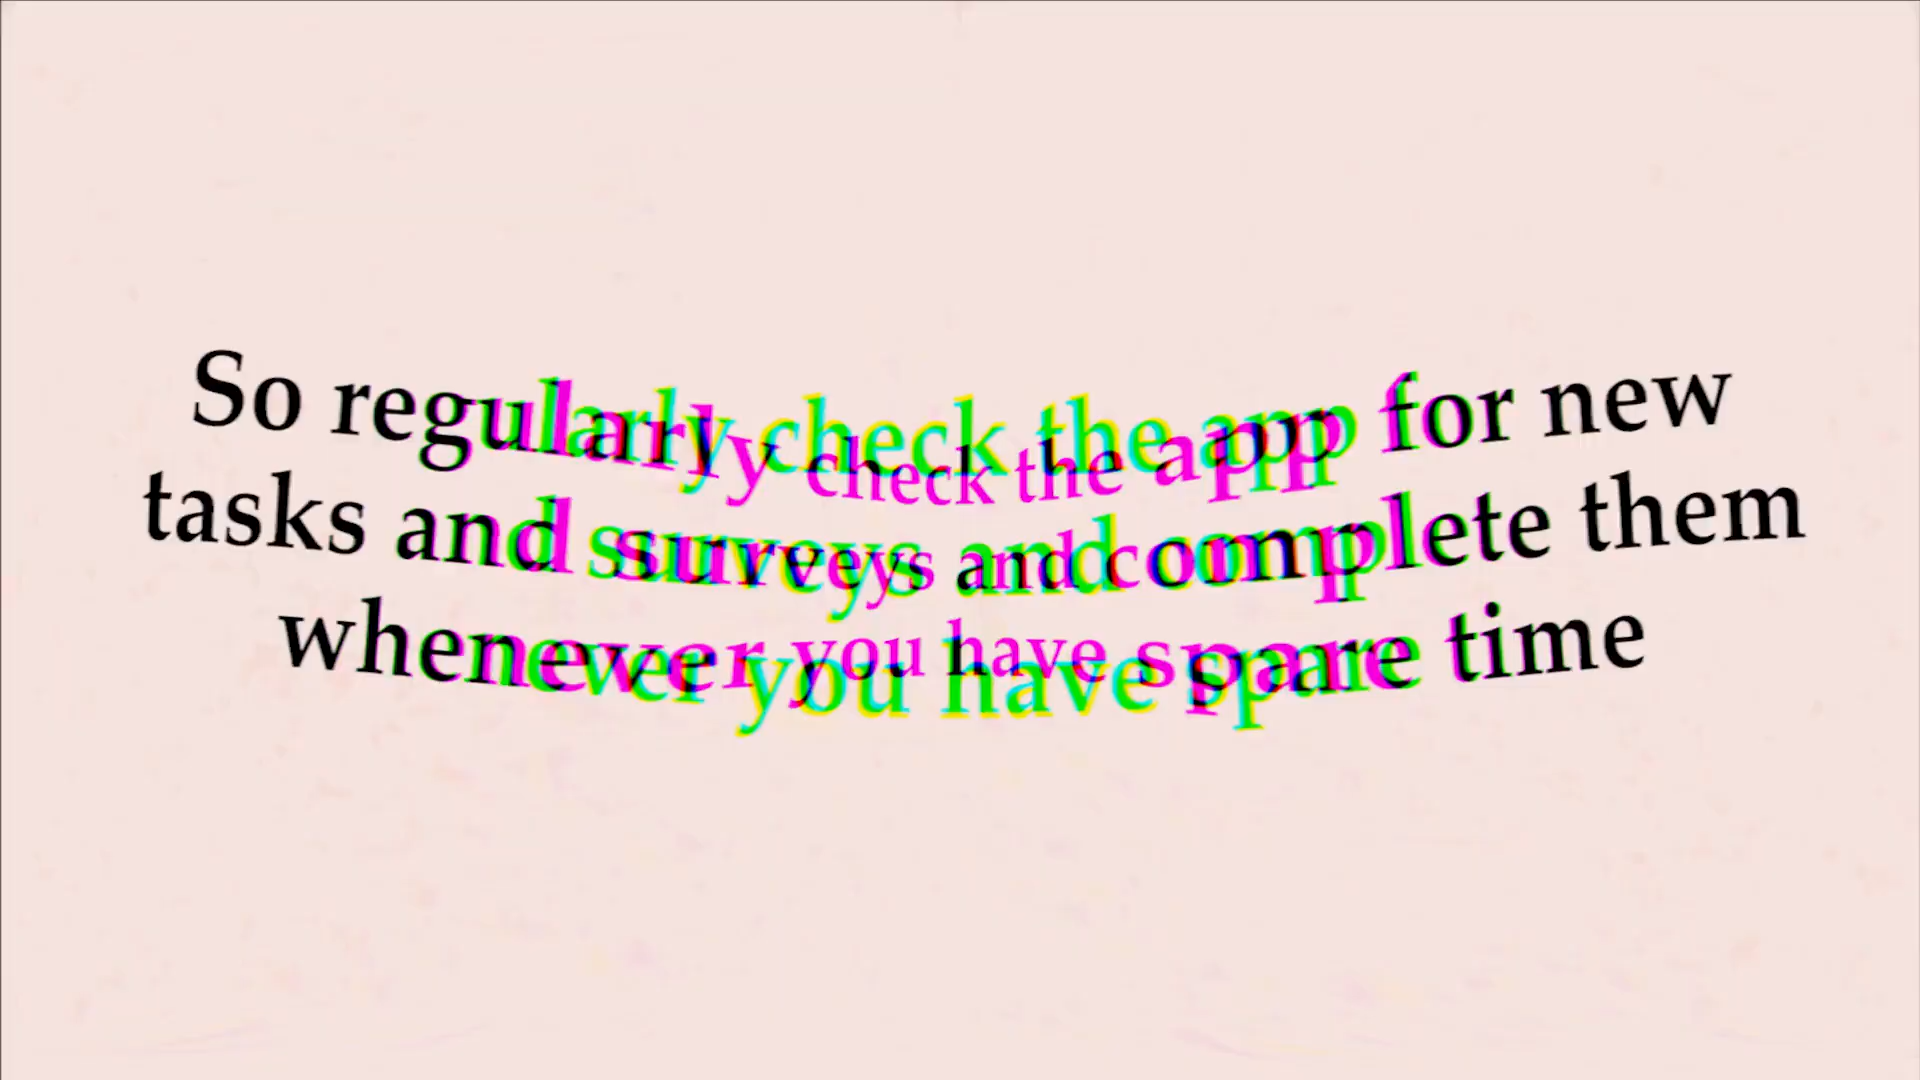 So regularly check the app for new
tasks and surveys and complete them
whenever you have spare time